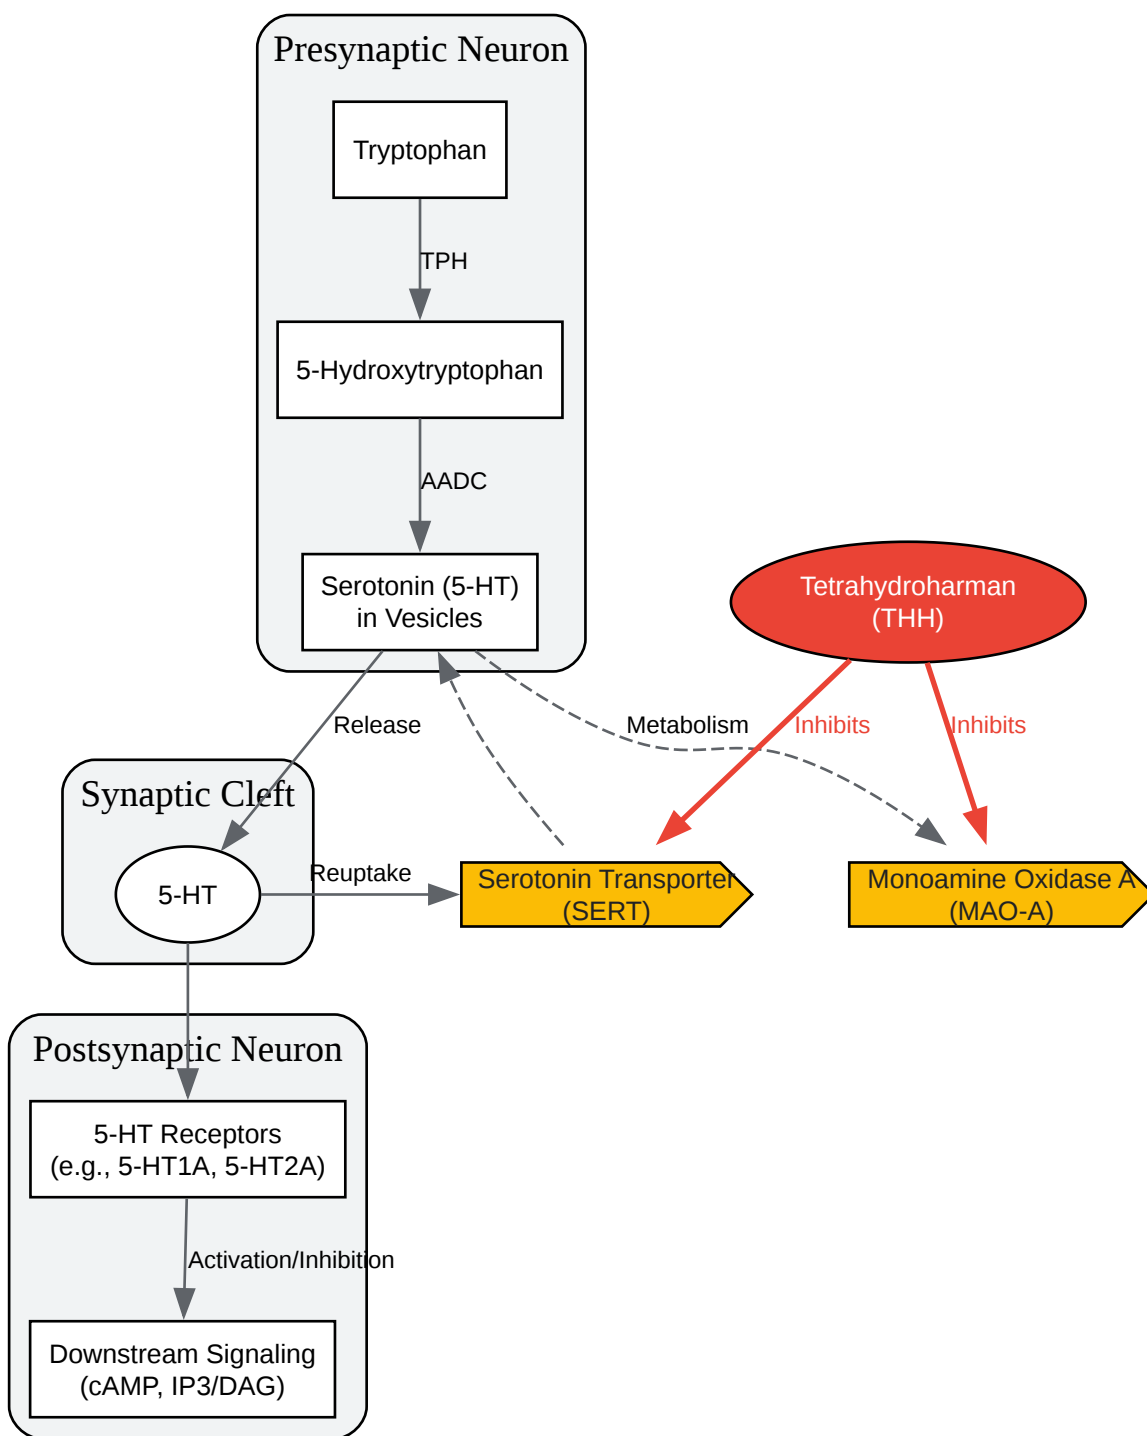 Presynaptic Neuron
Tryptophan
TPH
5-Hydroxytryptophan
AADC
Serotonin (5-HT)
in Vesicles
Tetrahydroharman
(THH)
Release
Metabolism
Inhibits
Inhibits
Synaptic Cleft
5-HT
Reuptake
Serotonin Transporter
(SERT)
Monoamine Oxidase A
(MAO-A)
Postsynaptic Neuron
5-HT Receptors
(e.g., 5-HT1A, 5-HT2A)
Activation/Inhibition
Downstream Signaling
(cAMP, IP3/DAG)